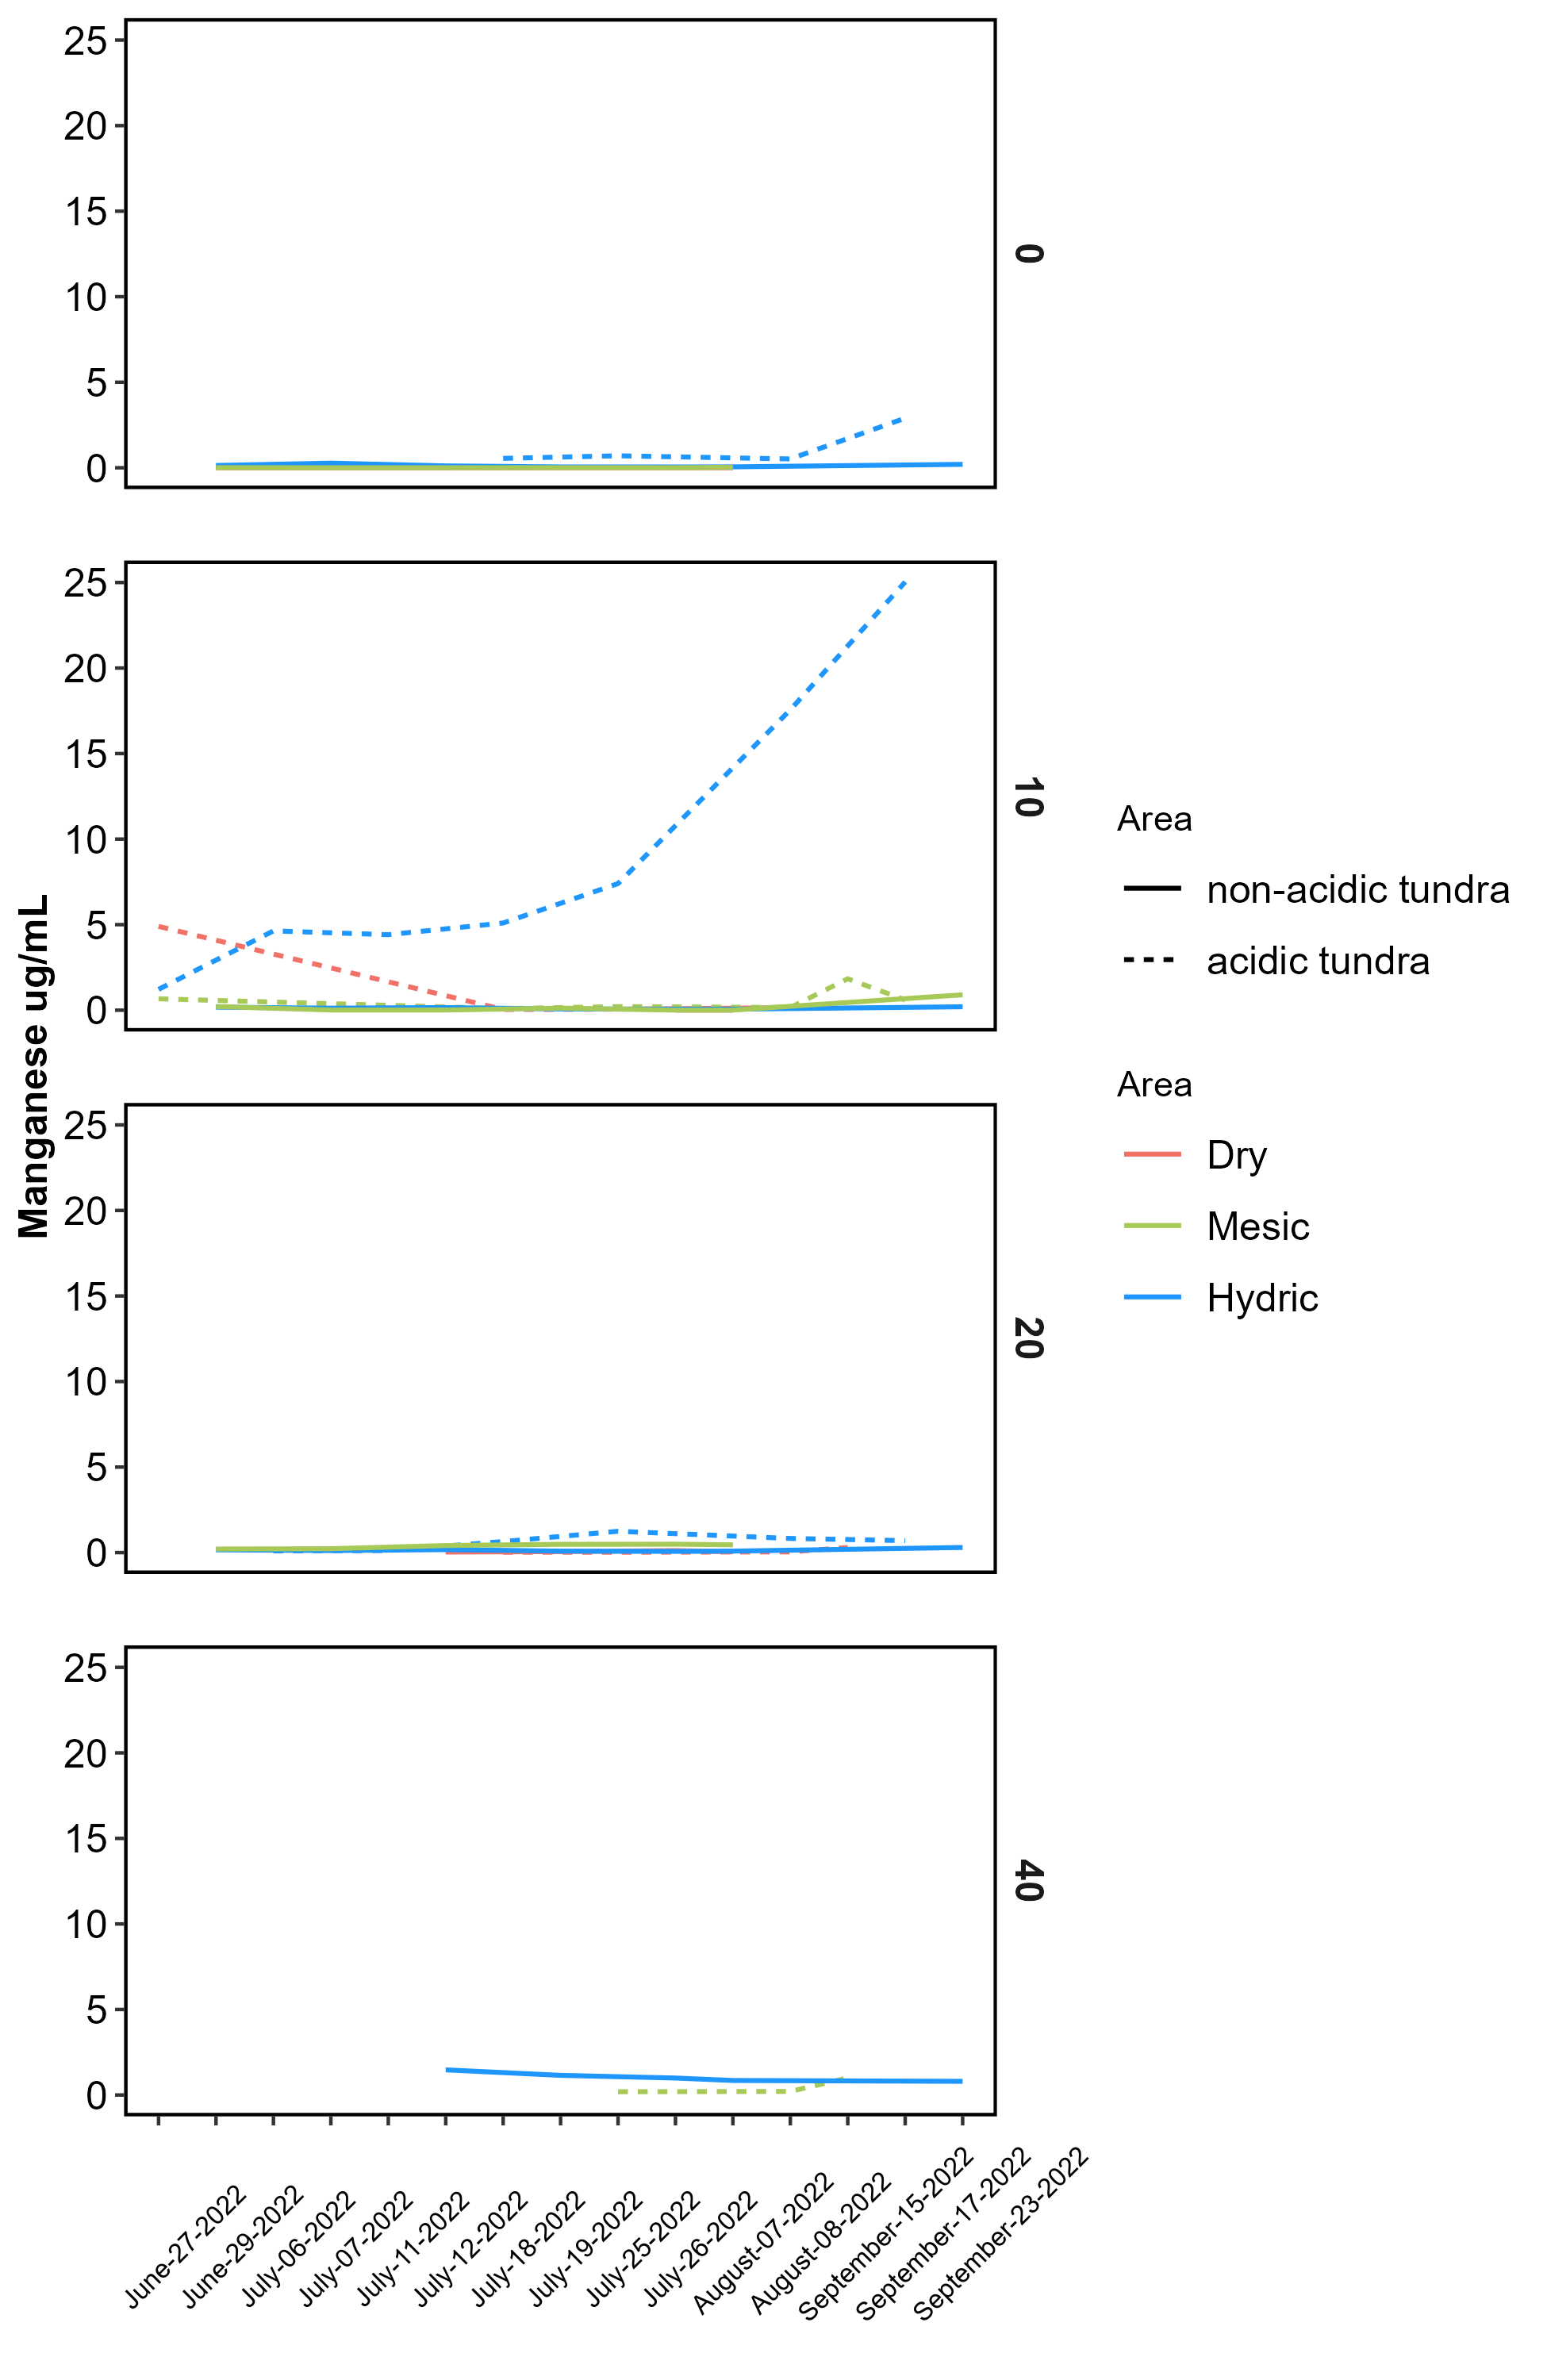 25
20
15
10
5
0
0
25
20
15
10
5
0
10
25
20
15
10
5
0
20
25
20
15
10
5
0
40
Manganese ug/mL
June-27-2022
June-29-2022
July-06-2022
July-07-2022
July-11-2022
July-12-2022
July-18-2022
July-19-2022
July-25-2022
July-26-2022
August-07-2022
August-08-2022
September-15-2022
September-17-2022
September-23-2022
Area
non-acidic tundra
acidic tundra
Area
Dry
Mesic
Hydric